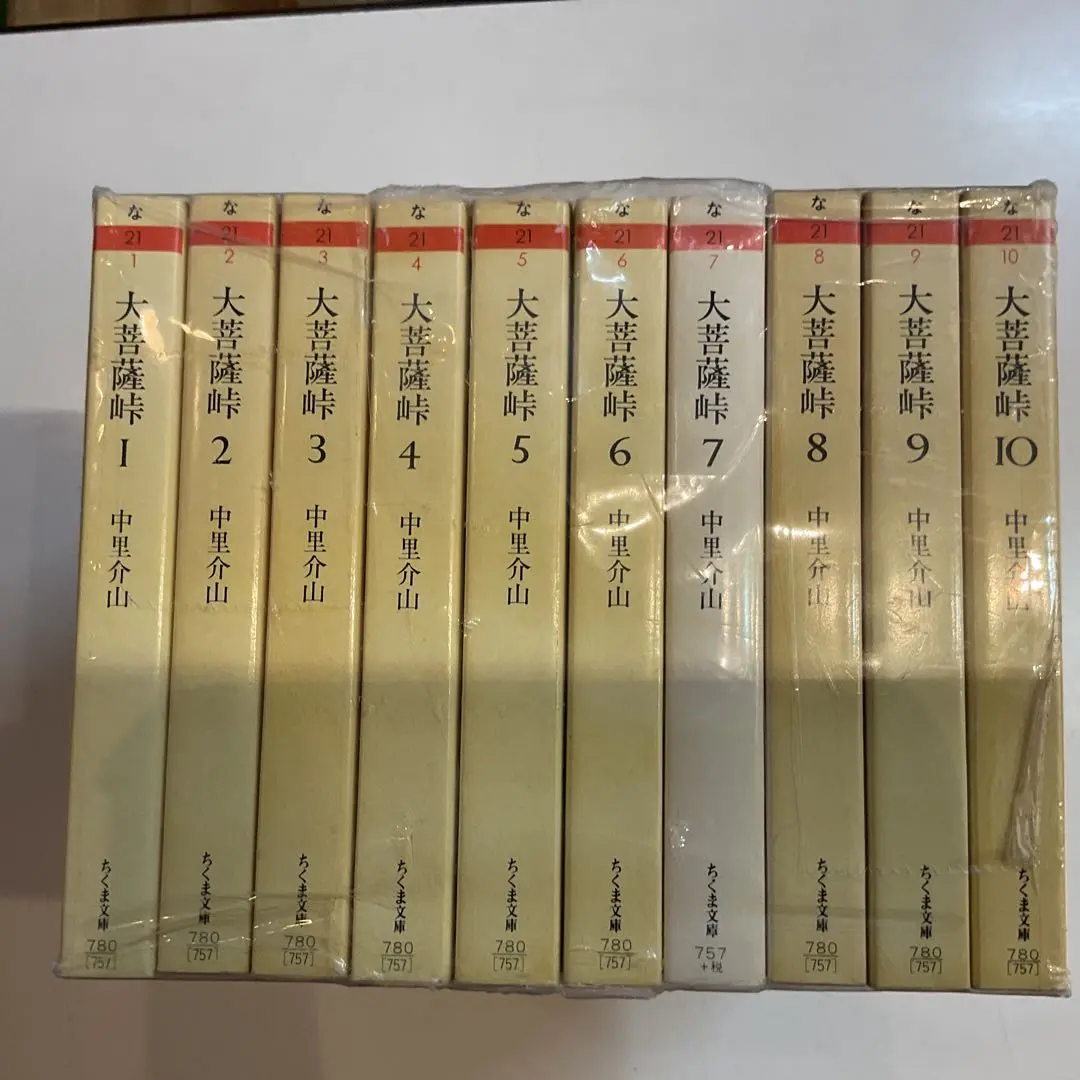 な
21
1
大菩薩峠
1
中里介山
ちくま文庫
780
[757]
な
21
2
大菩薩峠
2
中里介山
ちくま文庫
780
[757]
な
21
3
大菩薩峠
3
中里介山
ちくま文庫
780
[757]
な
21
4
大菩薩峠
4
中里介山
ちくま文庫
780
[757]
な
21
5
大菩薩峠
5
中里介山
ちくま文庫
780
[757]
な
21
6
大菩薩峠
6
中里介山
ちくま文庫
780
[757]
な
21
7
大菩薩峠
7
中里介山
ちくま文庫
757
+税
な
21
8
大菩薩峠
8
中里介山
ちくま文庫
780
[757]
な
21
9
大菩薩峠
9
中里介山
ちくま文庫
780
[757]
な
21
10
大菩薩峠
10
中里介山
ちくま文庫
780
[757]